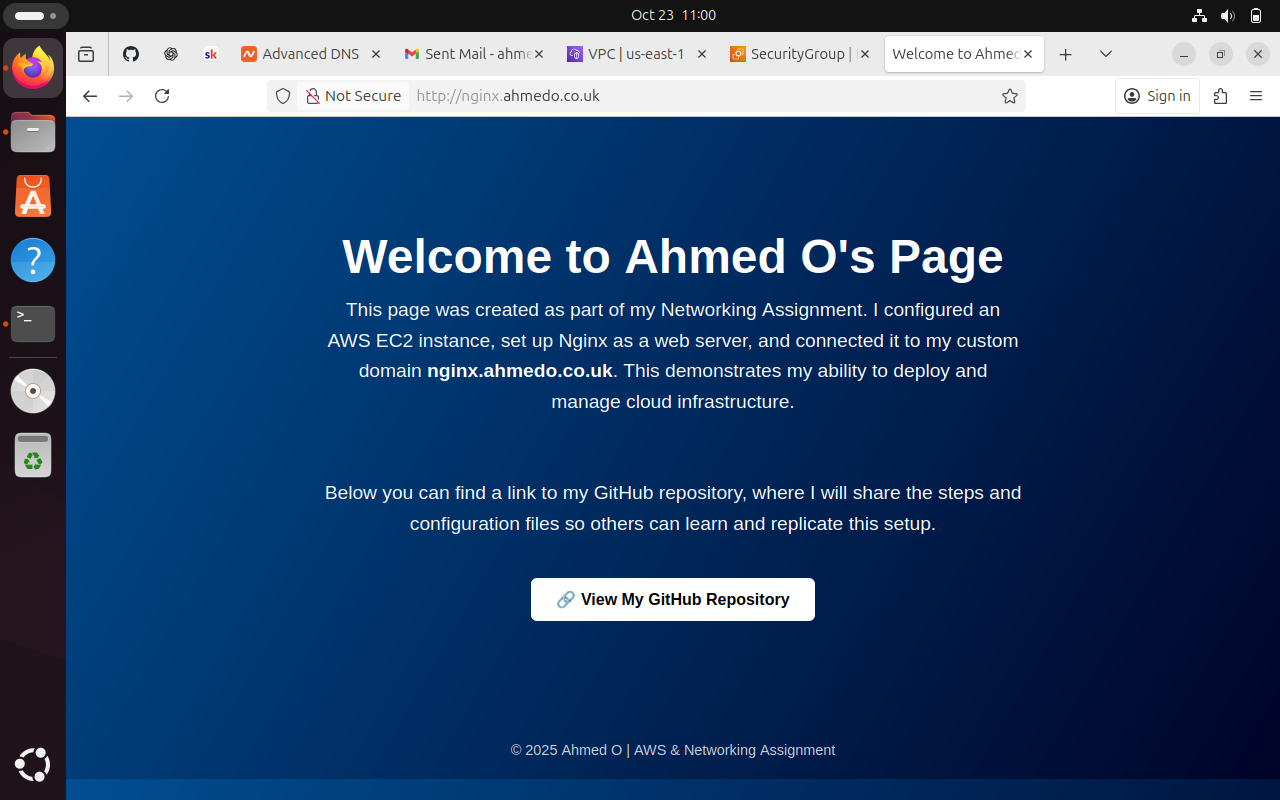 Oct 23 11:00
sk
Advanced DNS
Sent Mail - ahme
VPC | us-east-1
SecurityGroup |
Welcome to Ahmed
Not Secure
http://nginx.ahmedo.co.uk
Sign in
Welcome to Ahmed O's Page
This page was created as part of my Networking Assignment. I configured an
AWS EC2 instance, set up Nginx as a web server, and connected it to my custom
domain nginx.ahmedo.co.uk. This demonstrates my ability to deploy and
manage cloud infrastructure.
Below you can find a link to my GitHub repository, where I will share the steps and
configuration files so others can learn and replicate this setup.
🔗 View My GitHub Repository
© 2025 Ahmed O | AWS & Networking Assignment